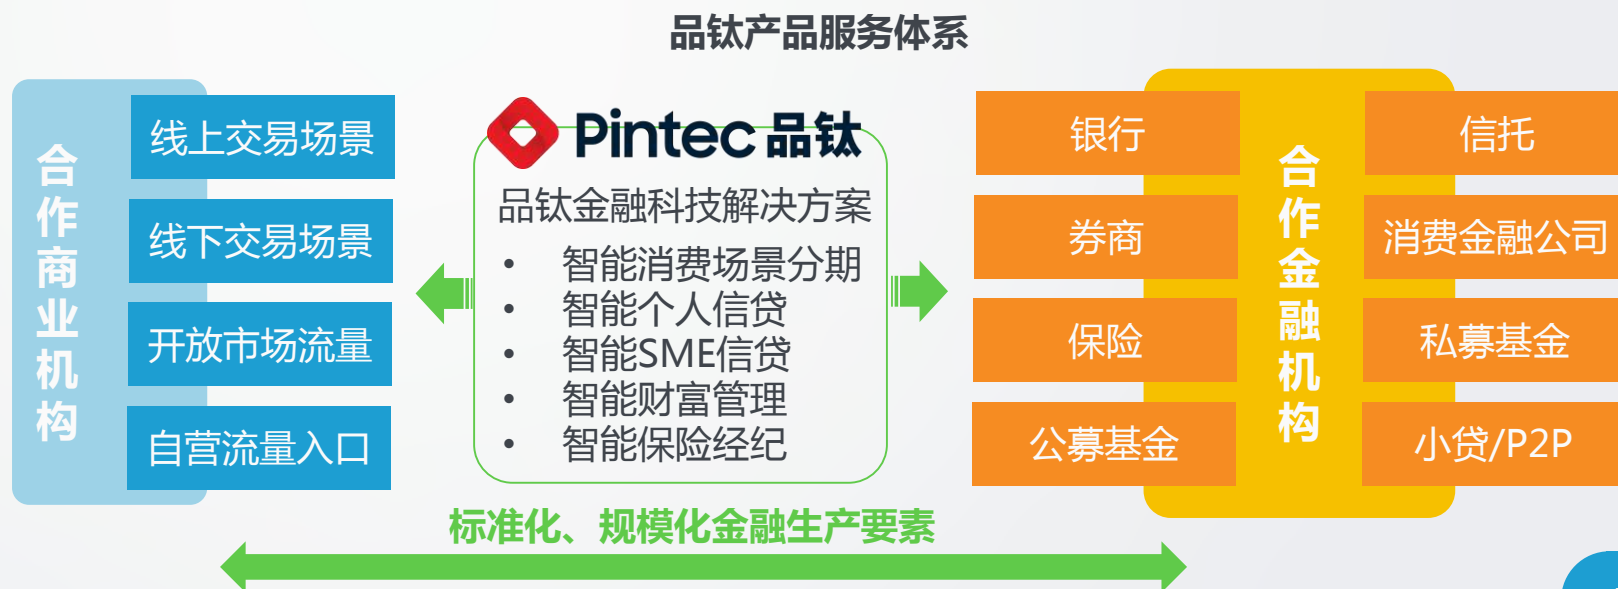 品钛产品服务体系
合作商业机构
线上交易场景
线下交易场景
开放市场流量
自营流量入口
Pintec 品钛
品钛金融科技解决方案
• 智能消费场景分期
• 智能个人信贷
• 智能SME信贷
• 智能财富管理
• 智能保险经纪
银行
券商
保险
公募基金
合作金融机构
信托
消费金融公司
私募基金
小贷/P2P
标准化、规模化金融生产要素